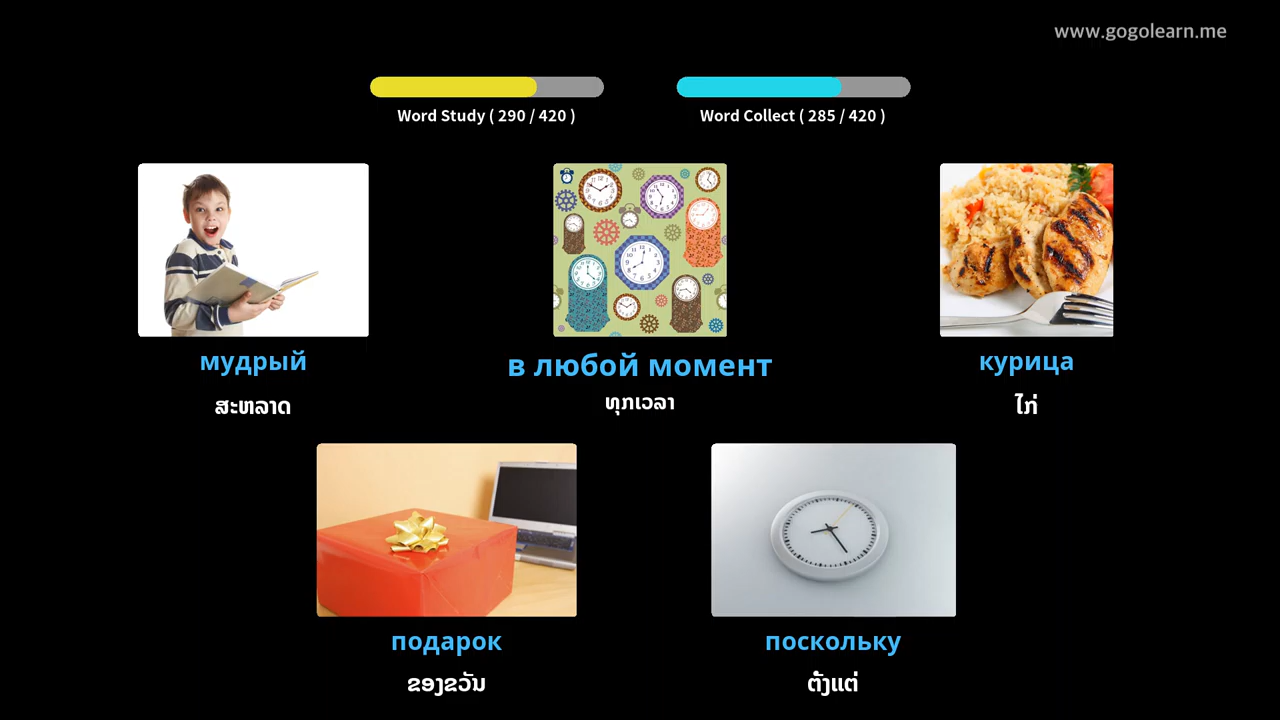 www.gogolearn.me
Word Study ( 290 / 420 )
Word Collect ( 285 / 420 )
мудрый
ສະຫລາດ
в любой момент
ທຸກເວລາ
курица
ໄກ່
подарок
ຂອງຂວັນ
поскольку
ຕັ້ງແຕ່